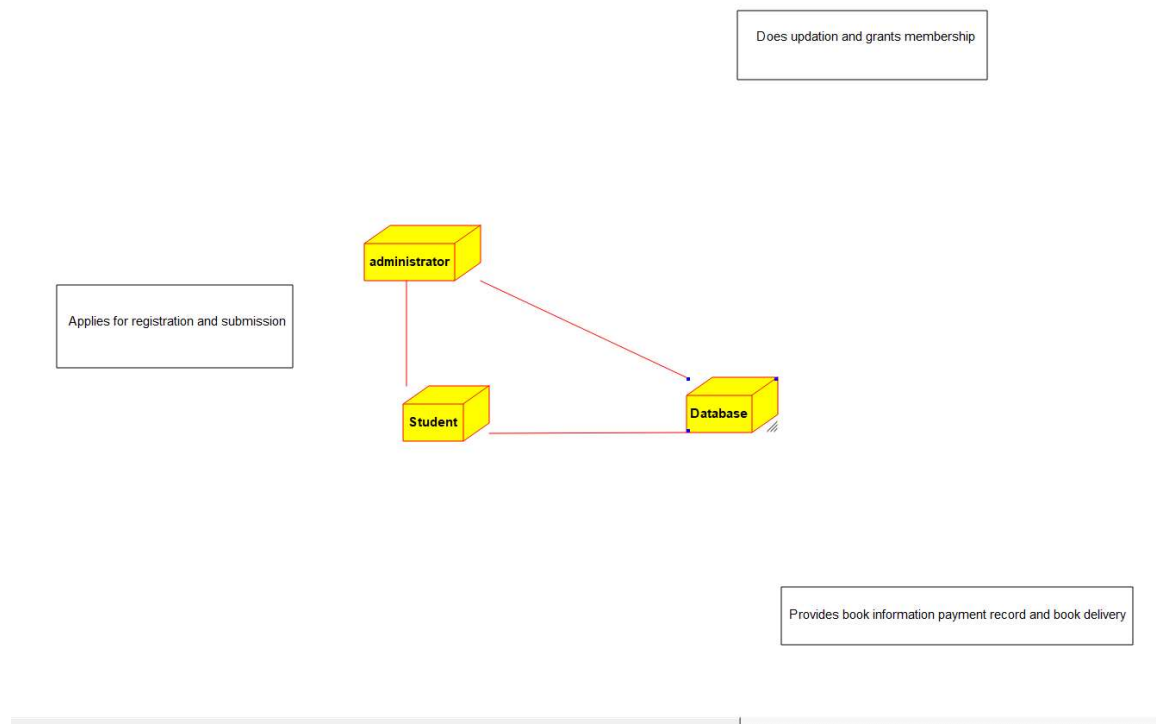 Does updation and grants membership
administrator
Applies for registration and submission
Student
Database
Provides book information payment record and book delivery